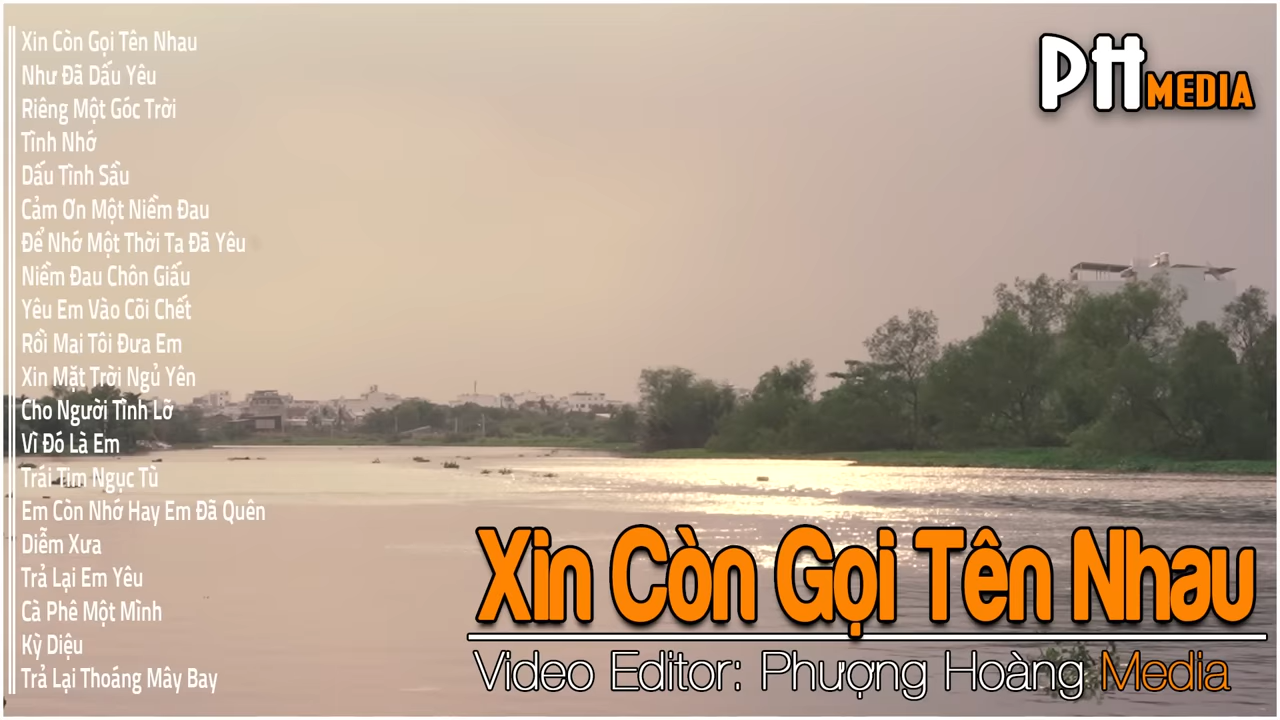 Xin Còn Gọi Tên Nhau
Như Đã Dấu Yêu
Riêng Một Góc Trời
Tình Nhớ
Dấu Tình Sầu
Cảm Ơn Một Niềm Đau
Để Nhớ Một Thời Ta Đã Yêu
Niềm Đau Chôn Giấu
Yêu Em Vào Cõi Chết
Rồi Mai Tôi Đưa Em
Xin Mặt Trời Ngủ Yên
Cho Người Tình Lỡ
Vì Đó Là Em
Trái Tim Ngục Tù
Em Còn Nhớ Hay Em Đã Quên
Diễm Xưa
Trả Lại Em Yêu
Cà Phê Một Mình
Kỳ Diệu
Trả Lại Thoáng Mây Bay
PH MEDIA
Xin Còn Gọi Tên Nhau
Video Editor: Phượng Hoàng Media